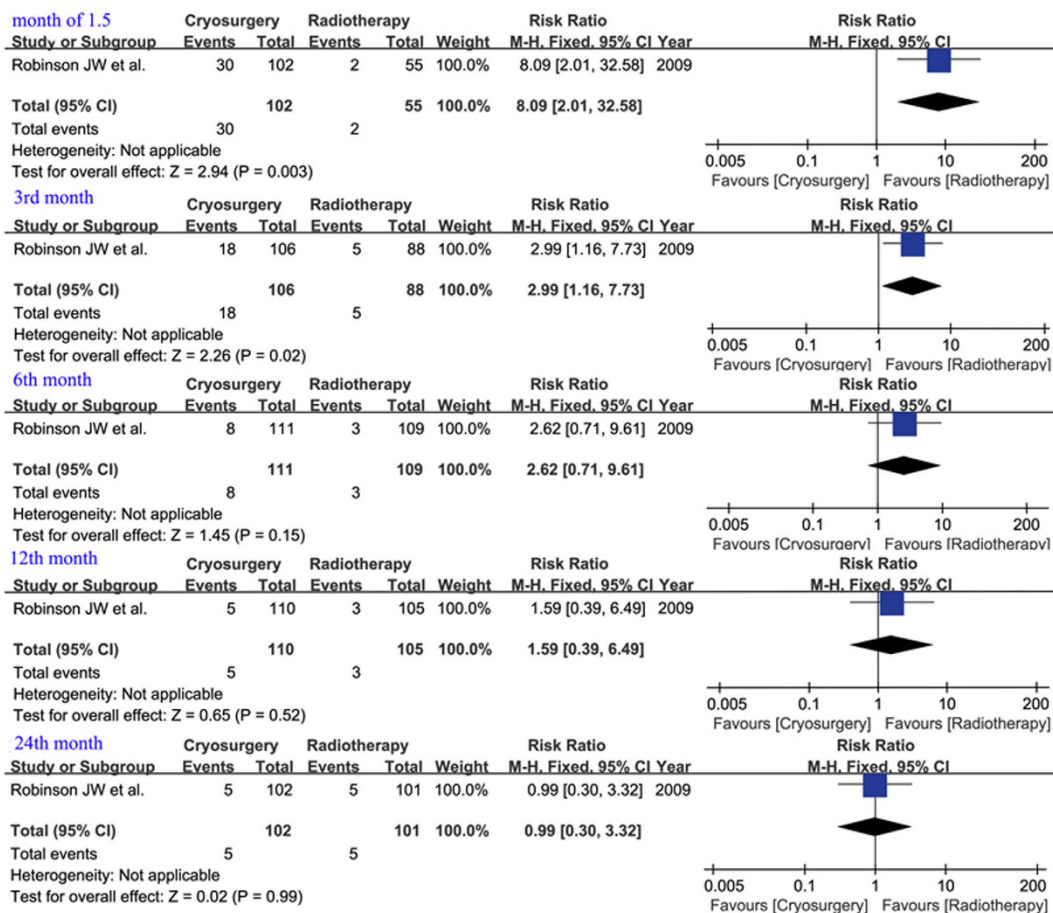 month of 1.5 Cryosurgery Radiotherapy Risk Ratio Risk Ratio
Study or Subgroup Events Total Events Total Weight M-H, Fixed, 95% CI Year M-H, Fixed, 95% CI
Robinson JW et al. 30 102 2 55 100.0% 8.09 [2.01, 32.58] 2009
Total (95% CI) 102 55 100.0% 8.09 [2.01, 32.58]
Total events 30 2
Heterogeneity: Not applicable
Test for overall effect: Z = 2.94 (P = 0.003)
0.005 0.1 1 10 200
Favours [Cryosurgery] Favours [Radiotherapy]
3rd month Cryosurgery Radiotherapy Risk Ratio Risk Ratio
Study or Subgroup Events Total Events Total Weight M-H, Fixed, 95% CI Year M-H, Fixed, 95% CI
Robinson JW et al. 18 106 5 88 100.0% 2.99 [1.16, 7.73] 2009
Total (95% CI) 106 88 100.0% 2.99 [1.16, 7.73]
Total events 18 5
Heterogeneity: Not applicable
Test for overall effect: Z = 2.26 (P = 0.02)
0.005 0.1 1 10 200
Favours [Cryosurgery] Favours [Radiotherapy]
6th month Cryosurgery Radiotherapy Risk Ratio Risk Ratio
Study or Subgroup Events Total Events Total Weight M-H, Fixed, 95% CI Year M-H, Fixed, 95% CI
Robinson JW et al. 8 111 3 109 100.0% 2.62 [0.71, 9.61] 2009
Total (95% CI) 111 109 100.0% 2.62 [0.71, 9.61]
Total events 8 3
Heterogeneity: Not applicable
Test for overall effect: Z = 1.45 (P = 0.15)
0.005 0.1 1 10 200
Favours [Cryosurgery] Favours [Radiotherapy]
12th month Cryosurgery Radiotherapy Risk Ratio Risk Ratio
Study or Subgroup Events Total Events Total Weight M-H, Fixed, 95% CI Year M-H, Fixed, 95% CI
Robinson JW et al. 5 110 3 105 100.0% 1.59 [0.39, 6.49] 2009
Total (95% CI) 110 105 100.0% 1.59 [0.39, 6.49]
Total events 5 3
Heterogeneity: Not applicable
Test for overall effect: Z = 0.65 (P = 0.52)
0.005 0.1 1 10 200
Favours [Cryosurgery] Favours [Radiotherapy]
24th month Cryosurgery Radiotherapy Risk Ratio Risk Ratio
Study or Subgroup Events Total Events Total Weight M-H, Fixed, 95% CI Year M-H, Fixed, 95% CI
Robinson JW et al. 5 102 5 101 100.0% 0.99 [0.30, 3.32] 2009
Total (95% CI) 102 101 100.0% 0.99 [0.30, 3.32]
Total events 5 5
Heterogeneity: Not applicable
Test for overall effect: Z = 0.02 (P = 0.99)
0.005 0.1 1 10 200
Favours [Cryosurgery] Favours [Radiotherapy]